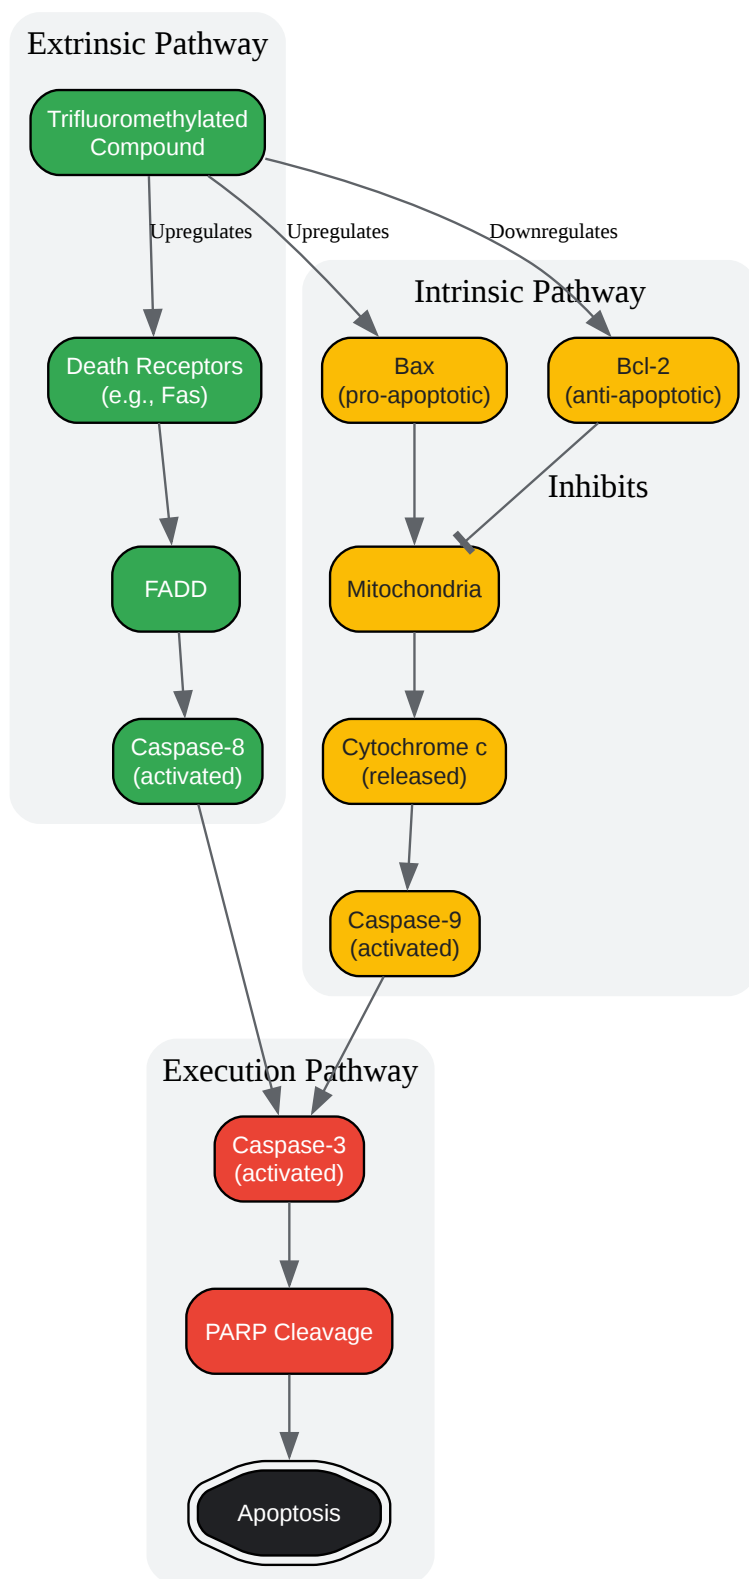 Extrinsic Pathway
Trifluoromethylated
Compound
Upregulates
Upregulates
Downregulates
Intrinsic Pathway
Death Receptors
(e.g., Fas)
Bax
(pro-apoptotic)
Bcl-2
(anti-apoptotic)
Inhibits
FADD
Mitochondria
Caspase-8
(activated)
Cytochrome c
(released)
Caspase-9
(activated)
Execution Pathway
Caspase-3
(activated)
PARP Cleavage
Apoptosis